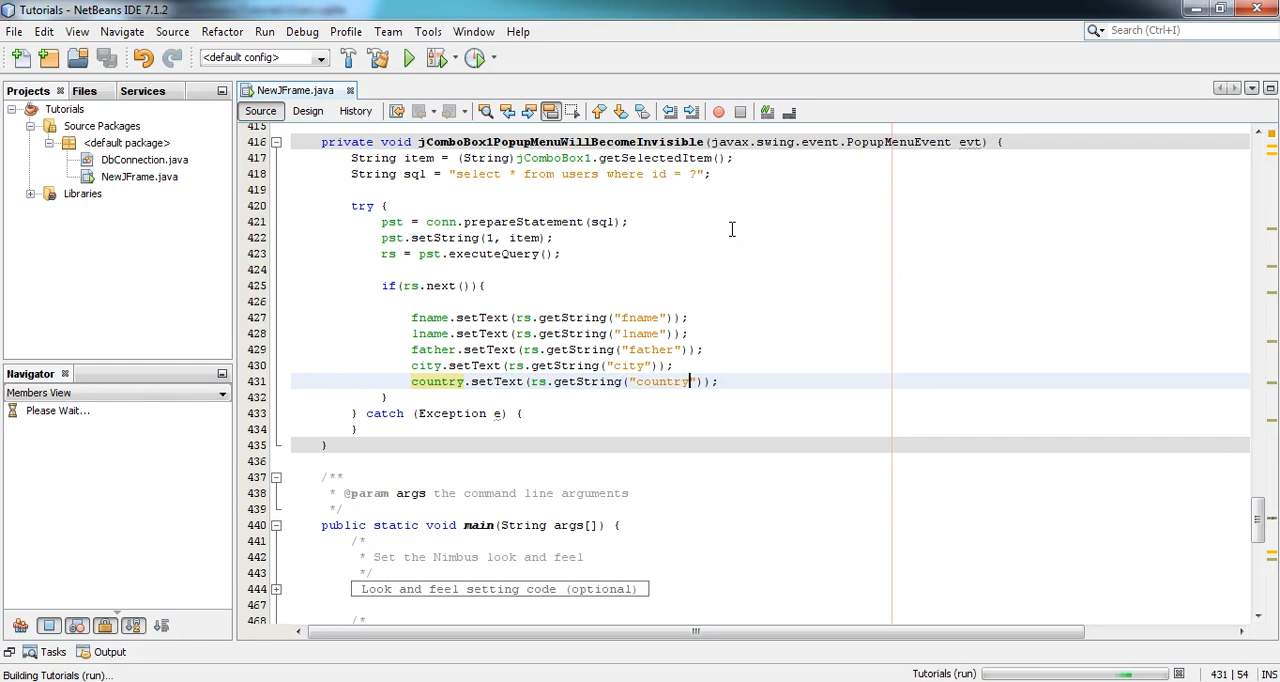 Tutorials - NetBeans IDE 7.1.2
File Edit View Navigate Source Refactor Run Debug Profile Team Tools Window Help
Search (Ctrl+I)
<default config>
Projects Files Services
NewJFrame.java
Tutorials
Source Packages
<default package>
DbConnection.java
NewJFrame.java
Libraries
Source Design History
415
416 private void jComboBox1PopupMenuWillBecomeInvisible(javax.swing.event.PopupMenuEvent evt) {
417 String item = (String)jComboBox1.getSelectedItem();
418 String sql = "select * from users where id = ?";
419
420 try {
421 pst = conn.prepareStatement(sql);
422 pst.setString(1, item);
423 rs = pst.executeQuery();
424
425 if(rs.next()){
426
427 fname.setText(rs.getString("fname"));
428 lname.setText(rs.getString("lname"));
429 father.setText(rs.getString("father"));
430 city.setText(rs.getString("city"));
431 country.setText(rs.getString("country"));
432 }
433 } catch (Exception e) {
434 }
435 }
436
437 /**
438 * @param args the command line arguments
439 */
440 public static void main(String args[]) {
441 /*
442 * Set the Nimbus look and feel
443 */
444 Look and feel setting code (optional)
467
468 /*
Navigator
Members View
Please Wait...
Tasks Output
Building Tutorials (run)...
Tutorials (run)
431 | 54 INS